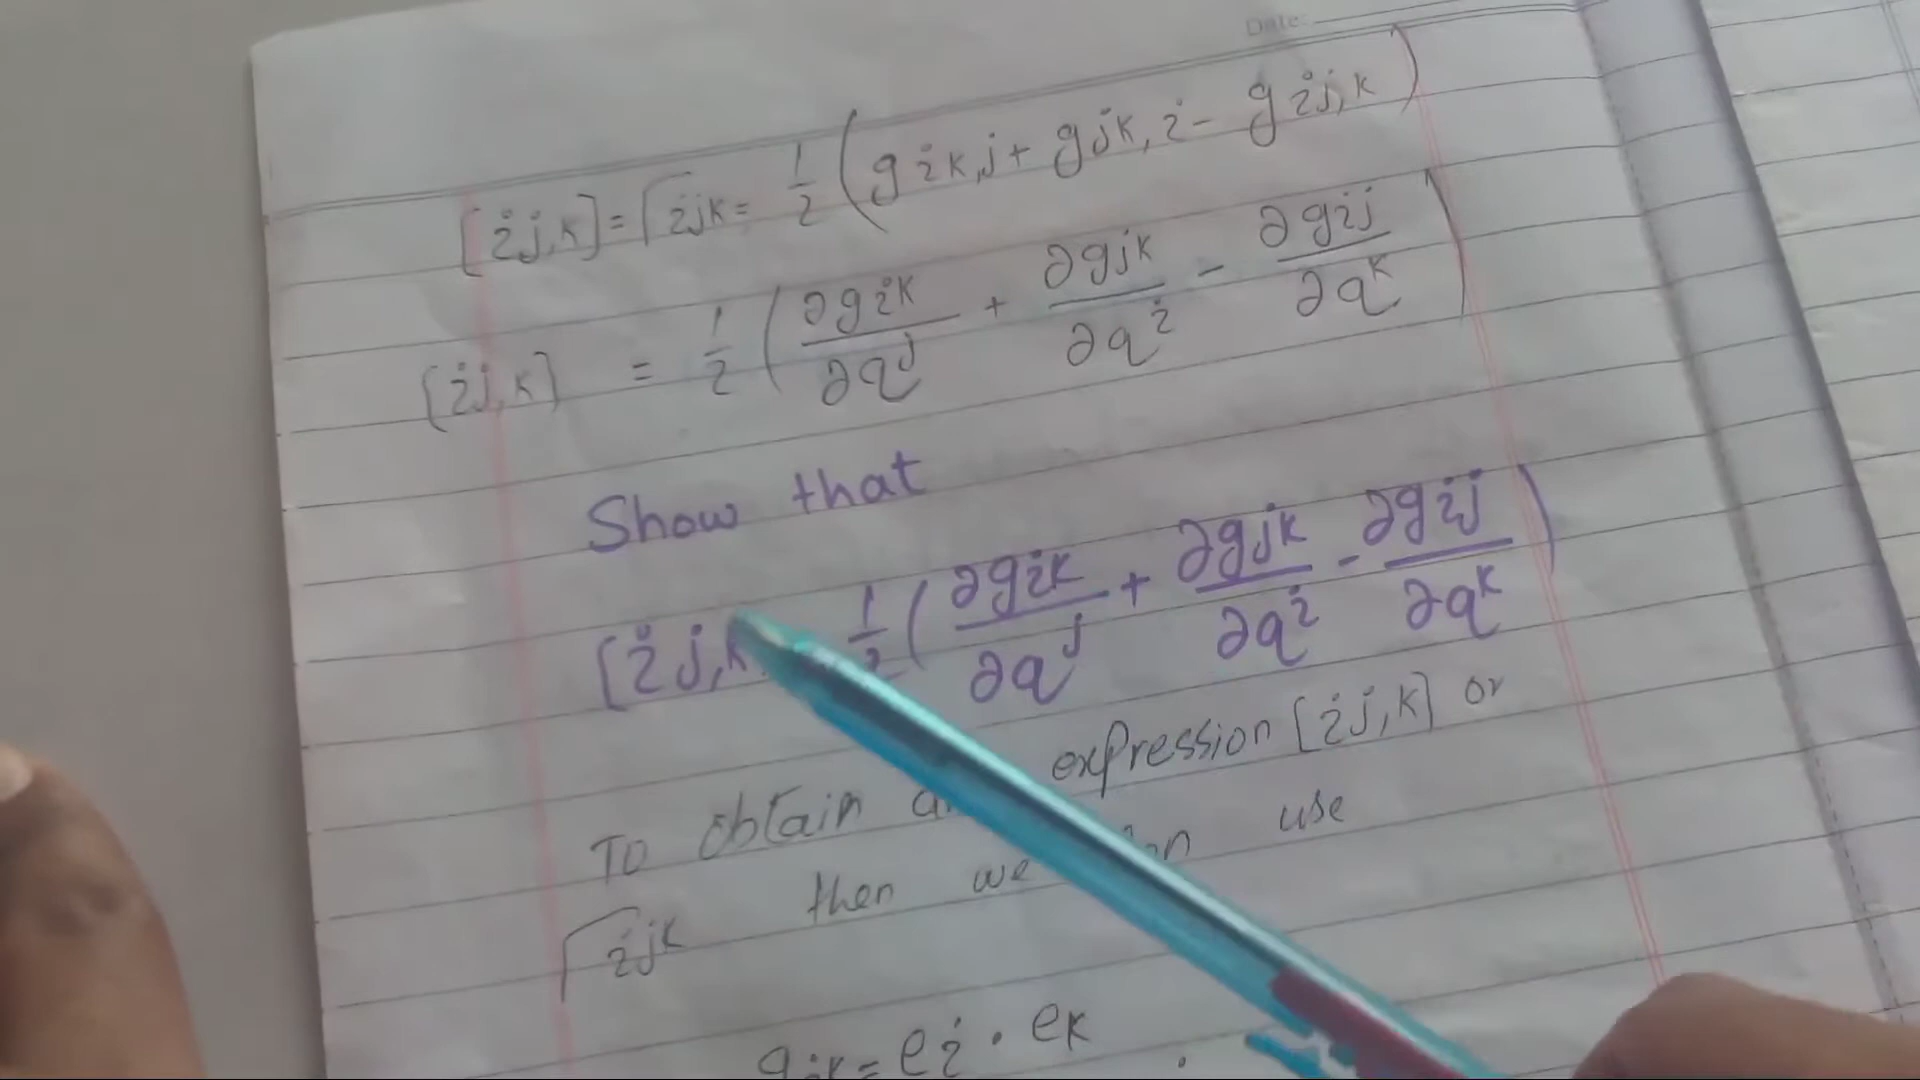 Date:
[ij,k] = Γijk = 1/2 (gik,j + gjk,i - gij,k)
[ij,k] = 1/2 (∂gik/∂q^j + ∂gjk/∂q^i - ∂gij/∂q^k)
Show that
[ij,k 1/2 (∂gik/∂q^j + ∂gjk/∂q^i - ∂gij/∂q^k)
To obtain expression [ij,k] or
Γijk then we use
gik = ei · ek